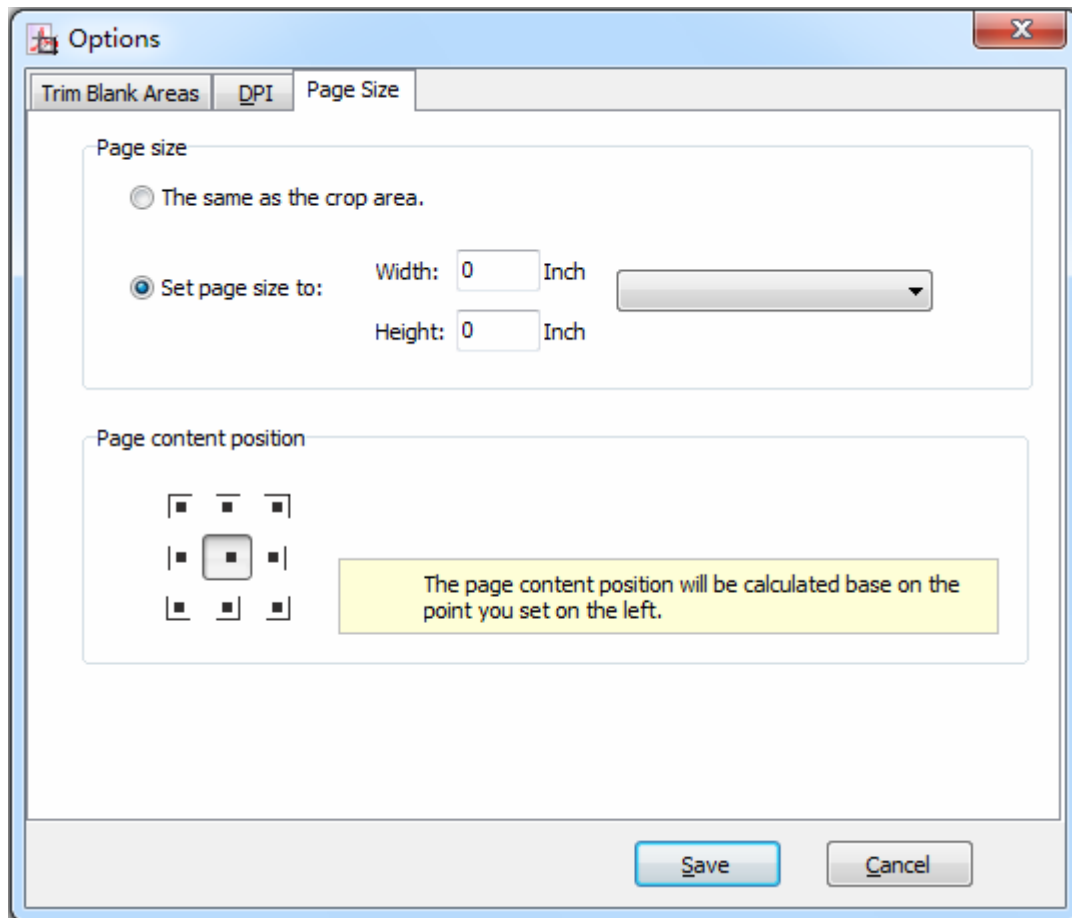 Options
X
Trim Blank Areas DPI Page Size
Page size
The same as the crop area.
Width: 0 Inch
Set page size to:
Height: 0 Inch
Page content position
The page content position will be calculated base on the
point you set on the left.
Save Cancel